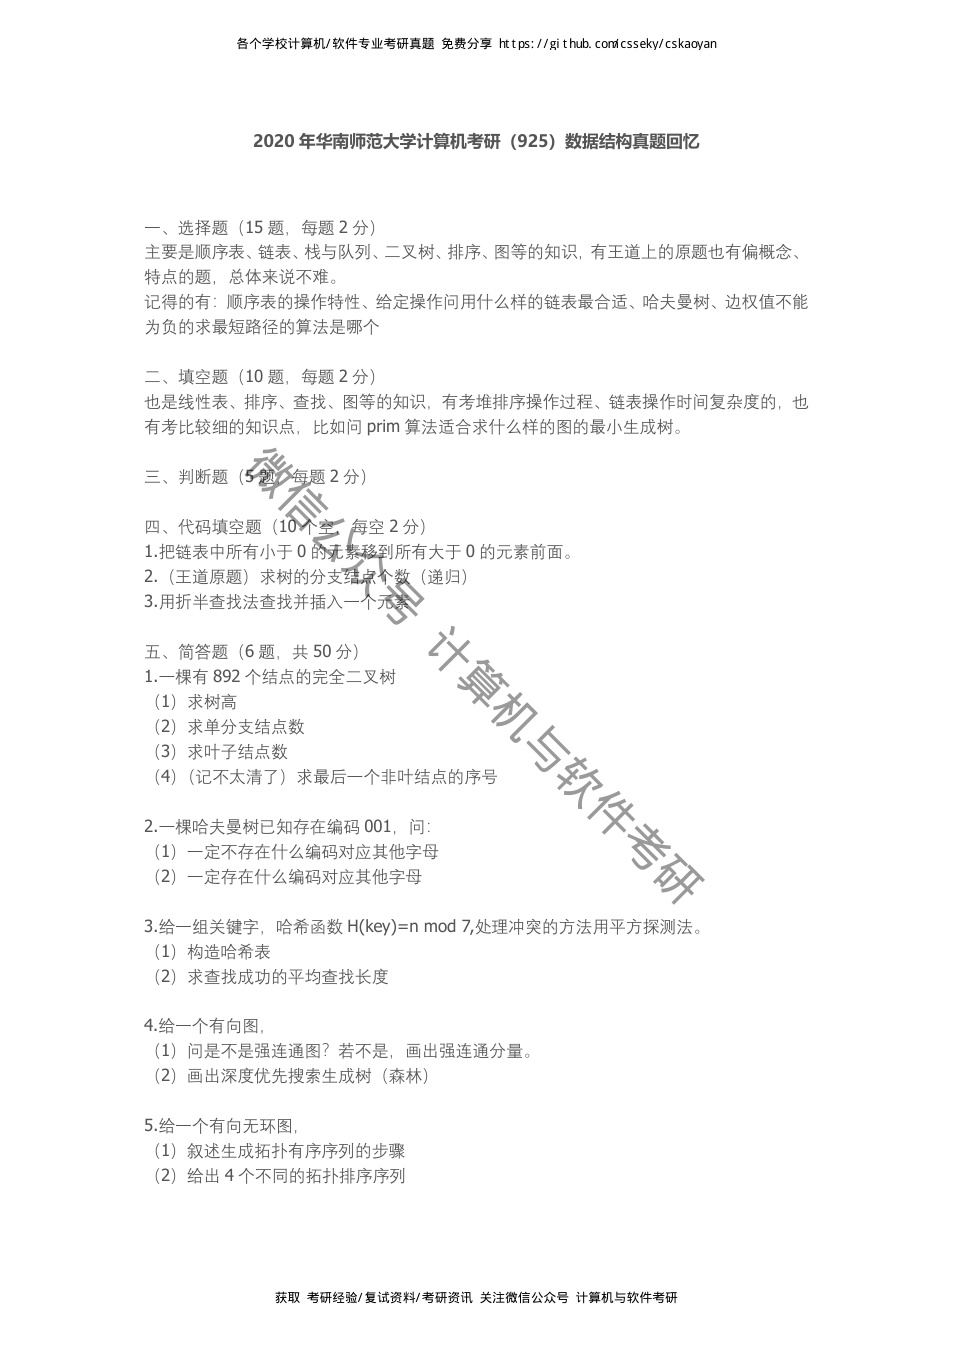 各个学校计算机/软件专业考研真题 免费分享 https://github.com/csseky/cskaoyan
2020 年华南师范大学计算机考研（925）数据结构真题回忆
一、选择题（15 题，每题 2 分）
主要是顺序表、链表、栈与队列、二叉树、排序、图等的知识，有王道上的原题也有偏概念、
特点的题，总体来说不难。
记得的有：顺序表的操作特性、给定操作问用什么样的链表最合适、哈夫曼树、边权值不能
为负的求最短路径的算法是哪个
二、填空题（10 题，每题 2 分）
也是线性表、排序、查找、图等的知识，有考堆排序操作过程、链表操作时间复杂度的，也
有考比较细的知识点，比如问 prim 算法适合求什么样的图的最小生成树。
三、判断题（5 题，每题 2 分）
四、代码填空题（10 个空，每空 2 分）
1.把链表中所有小于 0 的元素移到所有大于 0 的元素前面。
2.（王道原题）求树的分支结点个数（递归）
3.用折半查找法查找并插入一个元素
五、简答题（6 题，共 50 分）
1.一棵有 892 个结点的完全二叉树
（1）求树高
（2）求单分支结点数
（3）求叶子结点数
（4）（记不太清了）求最后一个非叶结点的序号
2.一棵哈夫曼树已知存在编码 001，问：
（1）一定不存在什么编码对应其他字母
（2）一定存在什么编码对应其他字母
3.给一组关键字，哈希函数 H(key)=n mod 7,处理冲突的方法用平方探测法。
（1）构造哈希表
（2）求查找成功的平均查找长度
4.给一个有向图，
（1）问是不是强连通图？若不是，画出强连通分量。
（2）画出深度优先搜索生成树（森林）
5.给一个有向无环图，
（1）叙述生成拓扑有序序列的步骤
（2）给出 4 个不同的拓扑排序序列
微信公众号 计算机与软件考研
获取 考研经验/复试资料/考研资讯 关注微信公众号 计算机与软件考研